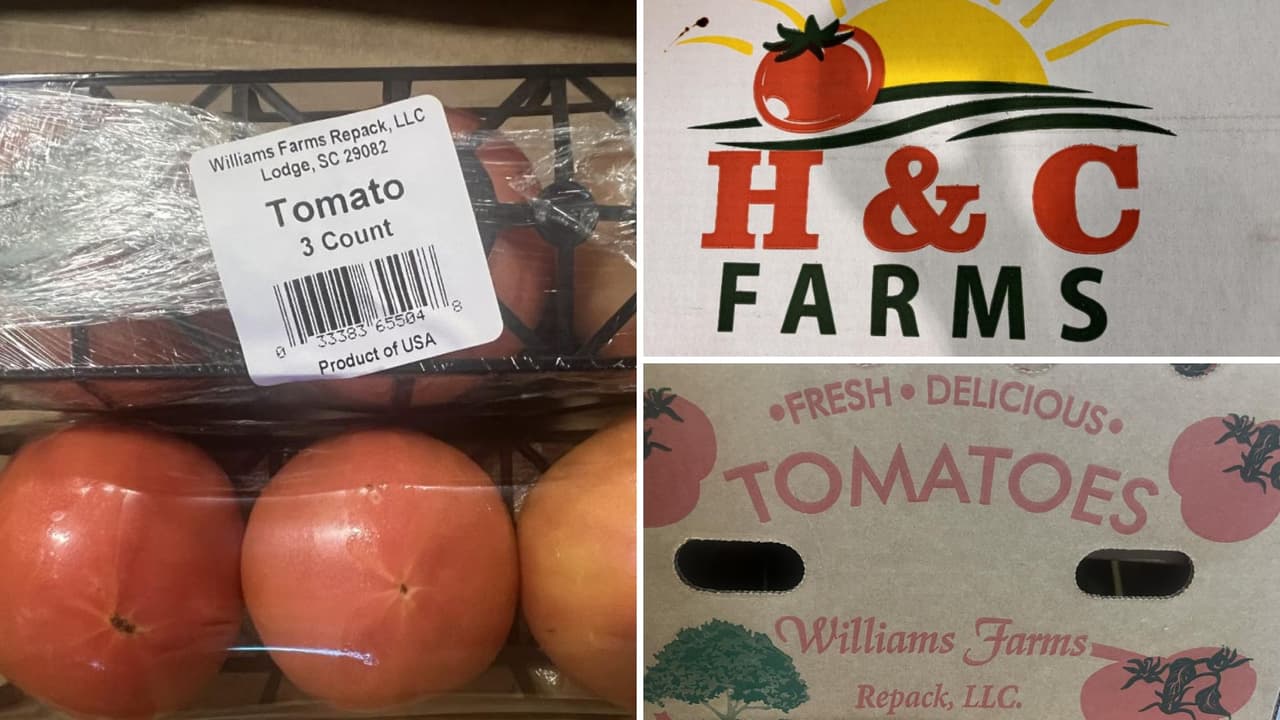 Williams Farms Repack, LLC
Lodge, SC 29082
Tomato
3 Count
0 33383 65504 8
Product of USA
H & C
FARMS
•FRESH • DELICIOUS•
TOMATOES
Williams Farms
Repack, LLC.